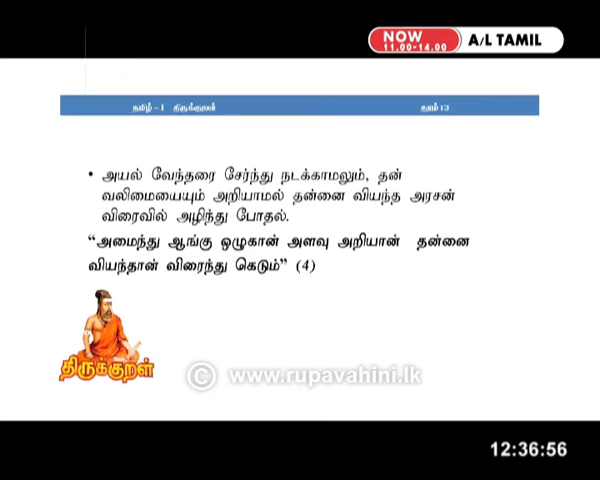 NOW
11.00-14.00
A/L TAMIL
தமிழ் – 1 திருக்குறள்
தரம் 13
• அயல் வேந்தரை சேர்ந்து நடக்காமலும், தன்
வலிமையையும் அறியாமல் தன்னை வியந்த அரசன்
விரைவில் அழிந்து போதல்.
“அமைந்து ஆங்கு ஒழுகான் அளவு அறியான் தன்னை
வியந்தான் விரைந்து கெடும்” (4)
திருக்குறள்
© www.rupavahini.lk
12:36:56